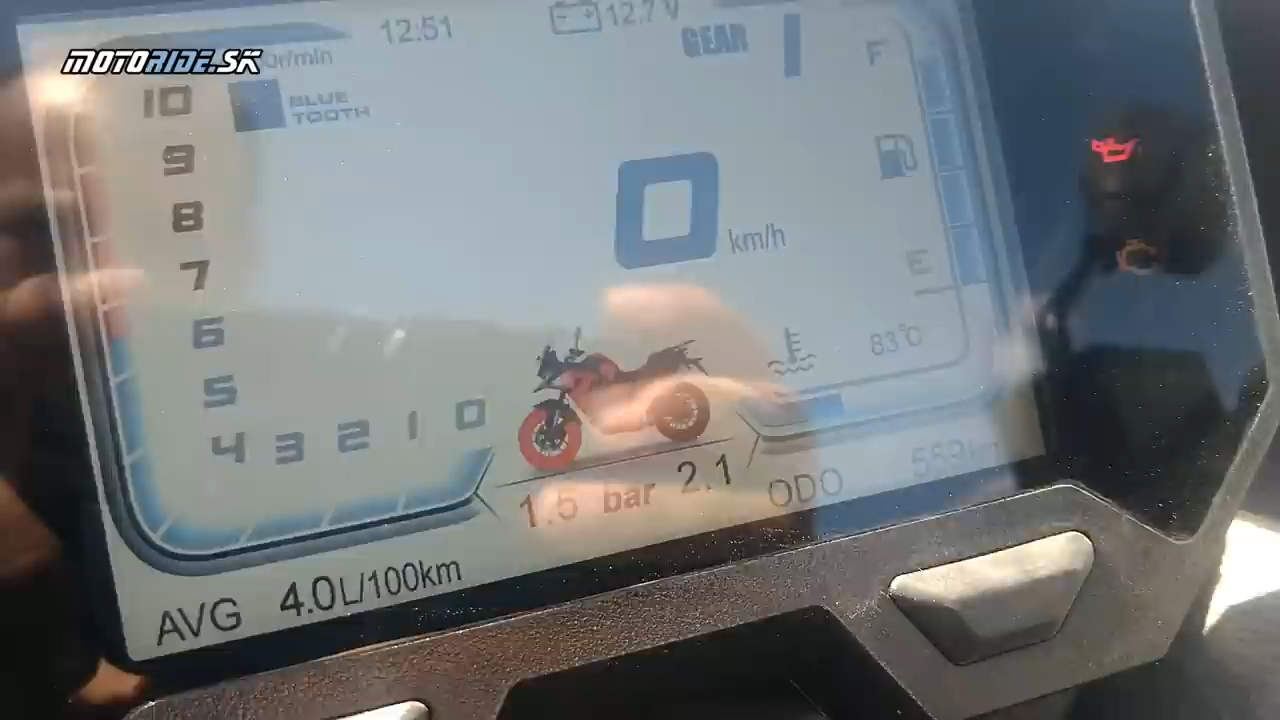 MOTORIDE.SK
12:51
12.7 V
GEAR
F
r/min
10
BLUE
TOOTH
9
8
0
km/h
7
E
6
83°C
5
4 3 2 1 0
1.5 bar 2.1
ODO
AVG 4.0L/100km